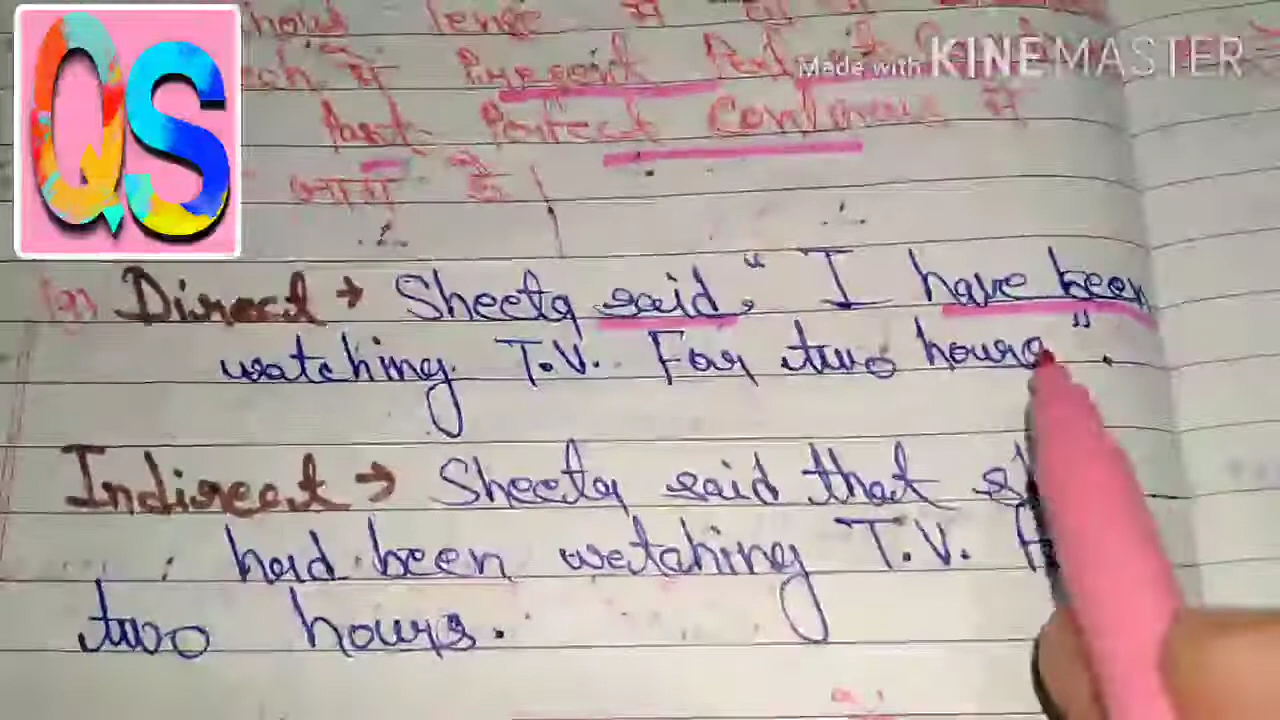 QS
Made with KINEMASTER
tense में
में Present
Past Perfect Continuous में
जाता है।
Direct → Sheeta said, “I have been
watching T.V. For two hours”.
Indirect → Sheeta said that
had been watching T.V.
two hours.